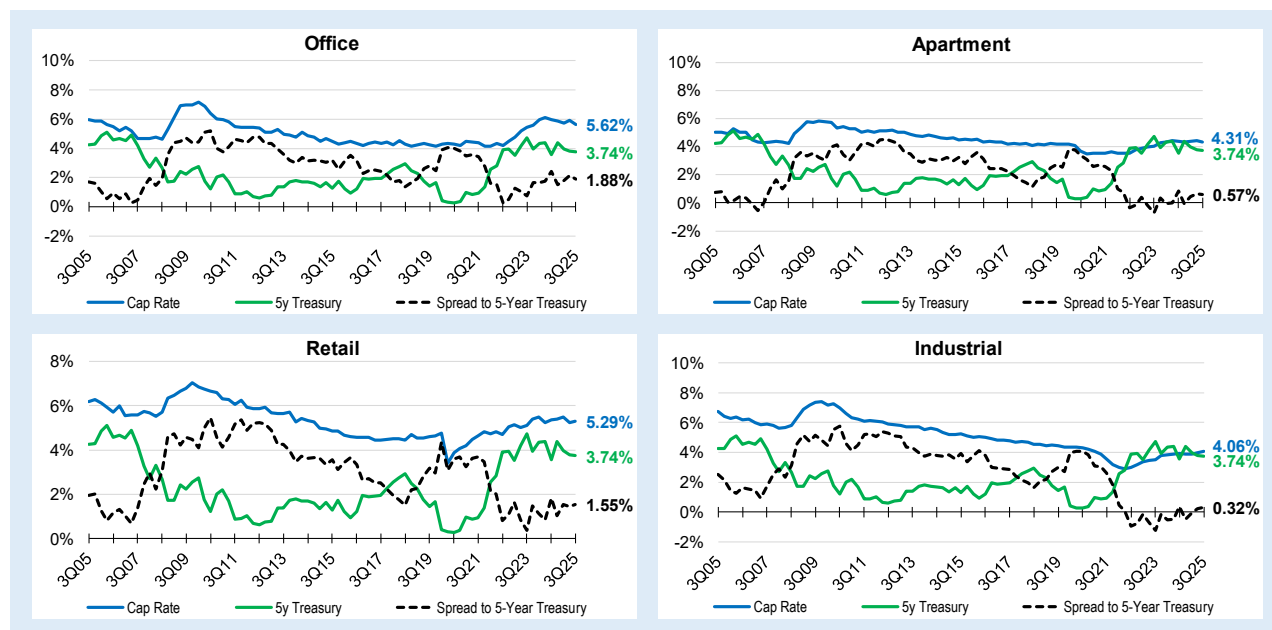 Office
10%
8%
6%
4%
2%
0%
-2%
5.62%
3.74%
1.88%
3Q05
3Q07
3Q09
3Q11
3Q13
3Q15
3Q17
3Q19
3Q21
3Q23
3Q25
Cap Rate
5y Treasury
Spread to 5-Year Treasury
Apartment
10%
8%
6%
4%
2%
0%
-2%
4.31%
3.74%
0.57%
3Q05
3Q07
3Q09
3Q11
3Q13
3Q15
3Q17
3Q19
3Q21
3Q23
3Q25
Cap Rate
5y Treasury
Spread to 5-Year Treasury
Retail
8%
6%
4%
2%
0%
5.29%
3.74%
1.55%
3Q05
3Q07
3Q09
3Q11
3Q13
3Q15
3Q17
3Q19
3Q21
3Q23
3Q25
Cap Rate
5y Treasury
Spread to 5-Year Treasury
Industrial
10%
8%
6%
4%
2%
0%
-2%
4.06%
3.74%
0.32%
3Q05
3Q07
3Q09
3Q11
3Q13
3Q15
3Q17
3Q19
3Q21
3Q23
3Q25
Cap Rate
5y Treasury
Spread to 5-Year Treasury